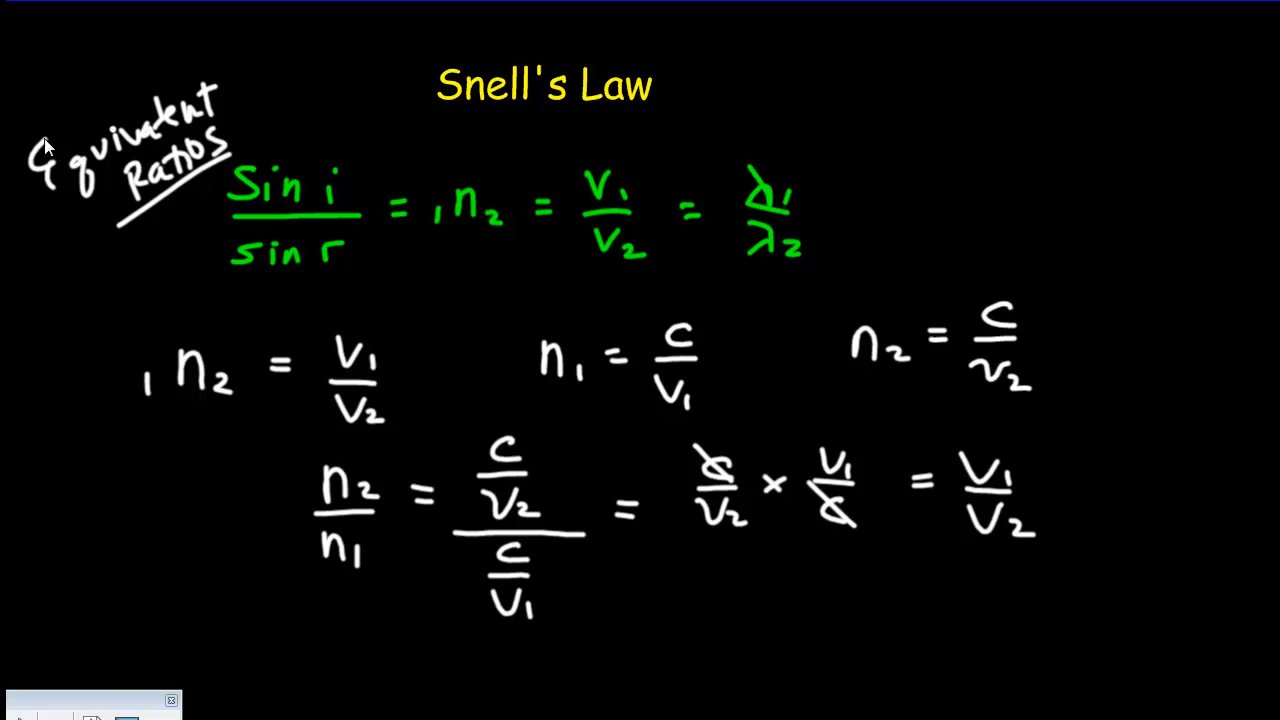 Snell's Law
Equivalent
Ratios
sin i / sin r = ₁n₂ = v₁ / v₂ = λ₁ / λ₂
₁n₂ = v₁ / v₂
n₁ = c / v₁
n₂ = c / v₂
n₂ / n₁ = (c / v₂) / (c / v₁) = c / v₂ × v₁ / c = v₁ / v₂